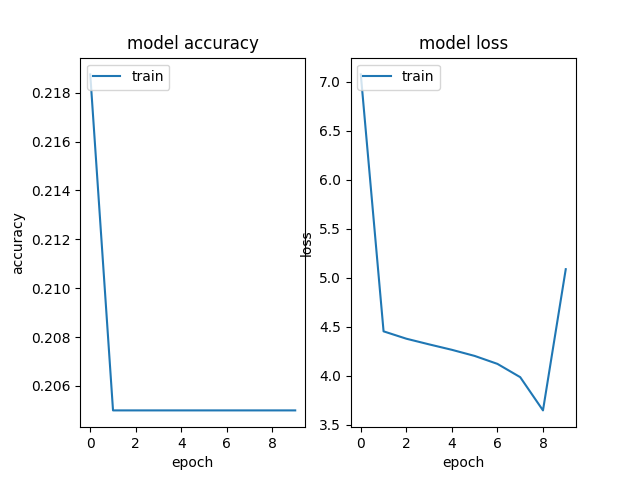 model accuracy
train
0.218
0.216
0.214
0.212
0.210
0.208
0.206
accuracy
0 2 4 6 8
epoch
model loss
train
7.0
6.5
6.0
5.5
5.0
4.5
4.0
3.5
loss
0 2 4 6 8
epoch